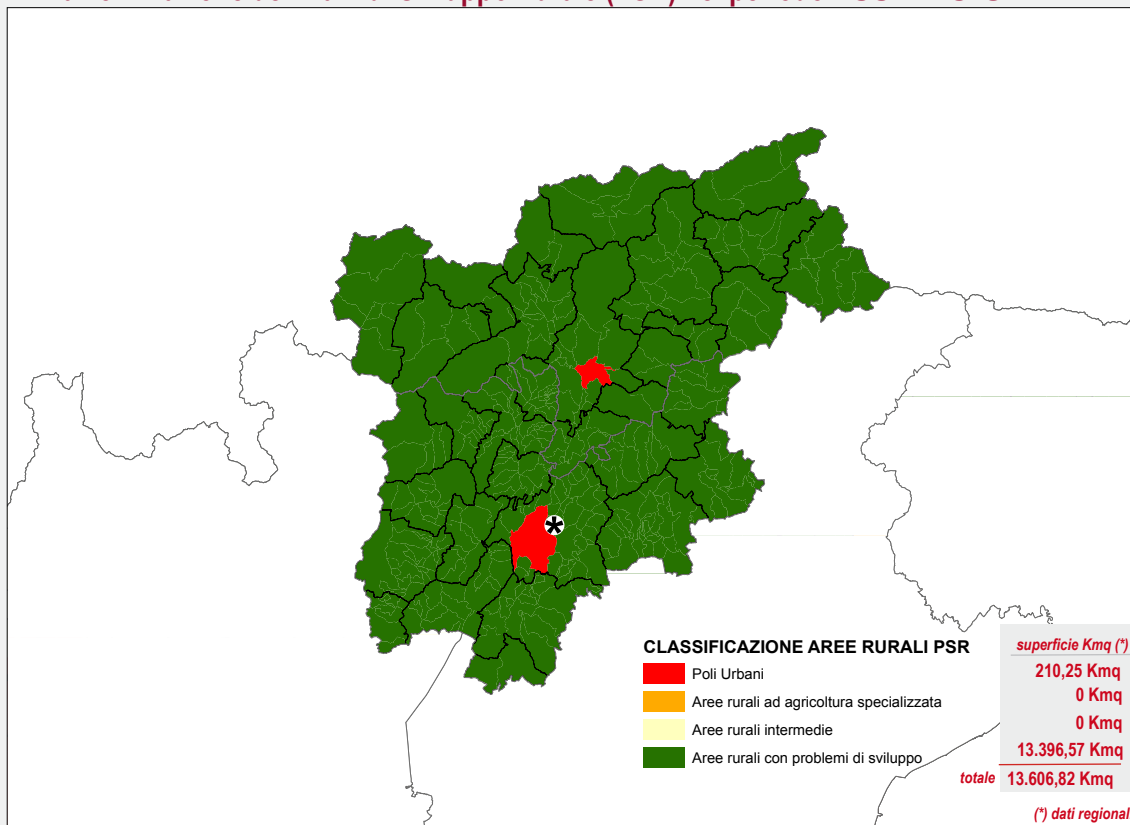 CLASSIFICAZIONE AREE RURALI PSR
superficie Kmq (*)
Poli Urbani
210,25 Kmq
Aree rurali ad agricoltura specializzata
0 Kmq
Aree rurali intermedie
0 Kmq
Aree rurali con problemi di sviluppo
13.396,57 Kmq
totale 13.606,82 Kmq
(*) dati regional